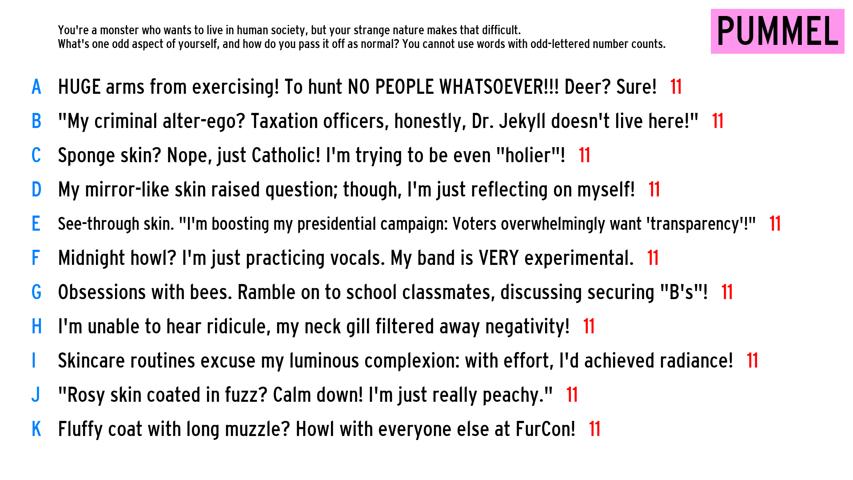 You're a monster who wants to live in human society, but your strange nature makes that difficult.
What's one odd aspect of yourself, and how do you pass it off as normal? You cannot use words with odd-lettered number counts.
PUMMEL
A HUGE arms from exercising! To hunt NO PEOPLE WHATSOEVER!!! Deer? Sure! 11
B "My criminal alter-ego? Taxation officers, honestly, Dr. Jekyll doesn't live here!" 11
C Sponge skin? Nope, just Catholic! I'm trying to be even "holier"! 11
D My mirror-like skin raised question; though, I'm just reflecting on myself! 11
E See-through skin. "I'm boosting my presidential campaign: Voters overwhelmingly want 'transparency'!" 11
F Midnight howl? I'm just practicing vocals. My band is VERY experimental. 11
G Obsessions with bees. Ramble on to school classmates, discussing securing "B's"! 11
H I'm unable to hear ridicule, my neck gill filtered away negativity! 11
I Skincare routines excuse my luminous complexion: with effort, I'd achieved radiance! 11
J "Rosy skin coated in fuzz? Calm down! I'm just really peachy." 11
K Fluffy coat with long muzzle? Howl with everyone else at FurCon! 11